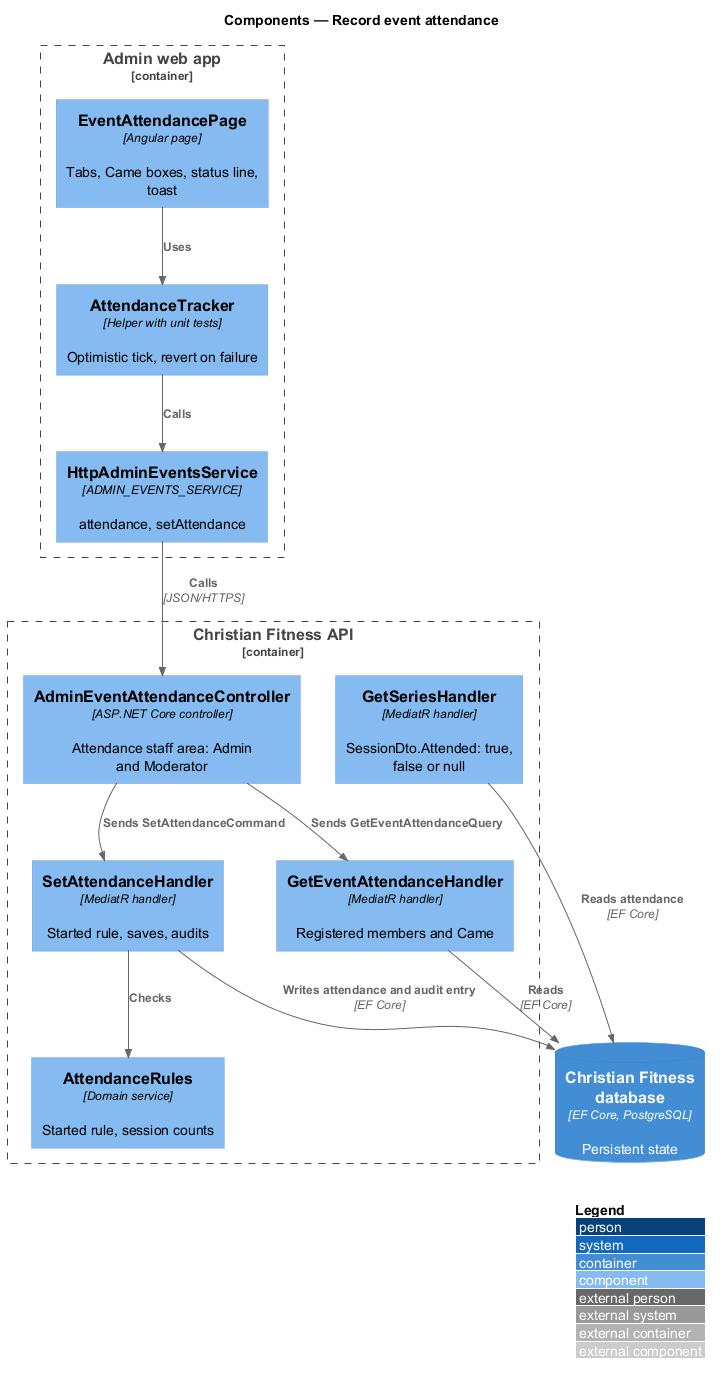 Components — Record event attendance
Admin web app
[container]
EventAttendancePage
[Angular page]
Tabs, Came boxes, status line,
toast
Uses
AttendanceTracker
[Helper with unit tests]
Optimistic tick, revert on failure
Calls
HttpAdminEventsService
[ADMIN_EVENTS_SERVICE]
attendance, setAttendance
Calls
[JSON/HTTPS]
Christian Fitness API
[container]
AdminEventAttendanceController
[ASP.NET Core controller]
Attendance staff area: Admin
and Moderator
GetSeriesHandler
[MediatR handler]
SessionDto.Attended: true,
false or null
Sends SetAttendanceCommand
Sends GetEventAttendanceQuery
SetAttendanceHandler
[MediatR handler]
Started rule, saves, audits
GetEventAttendanceHandler
[MediatR handler]
Registered members and Came
Reads attendance
[EF Core]
Checks
Writes attendance and audit entry
[EF Core]
Reads
[EF Core]
AttendanceRules
[Domain service]
Started rule, session counts
Christian Fitness
database
[EF Core, PostgreSQL]
Persistent state
Legend
person
system
container
component
external person
external system
external container
external component